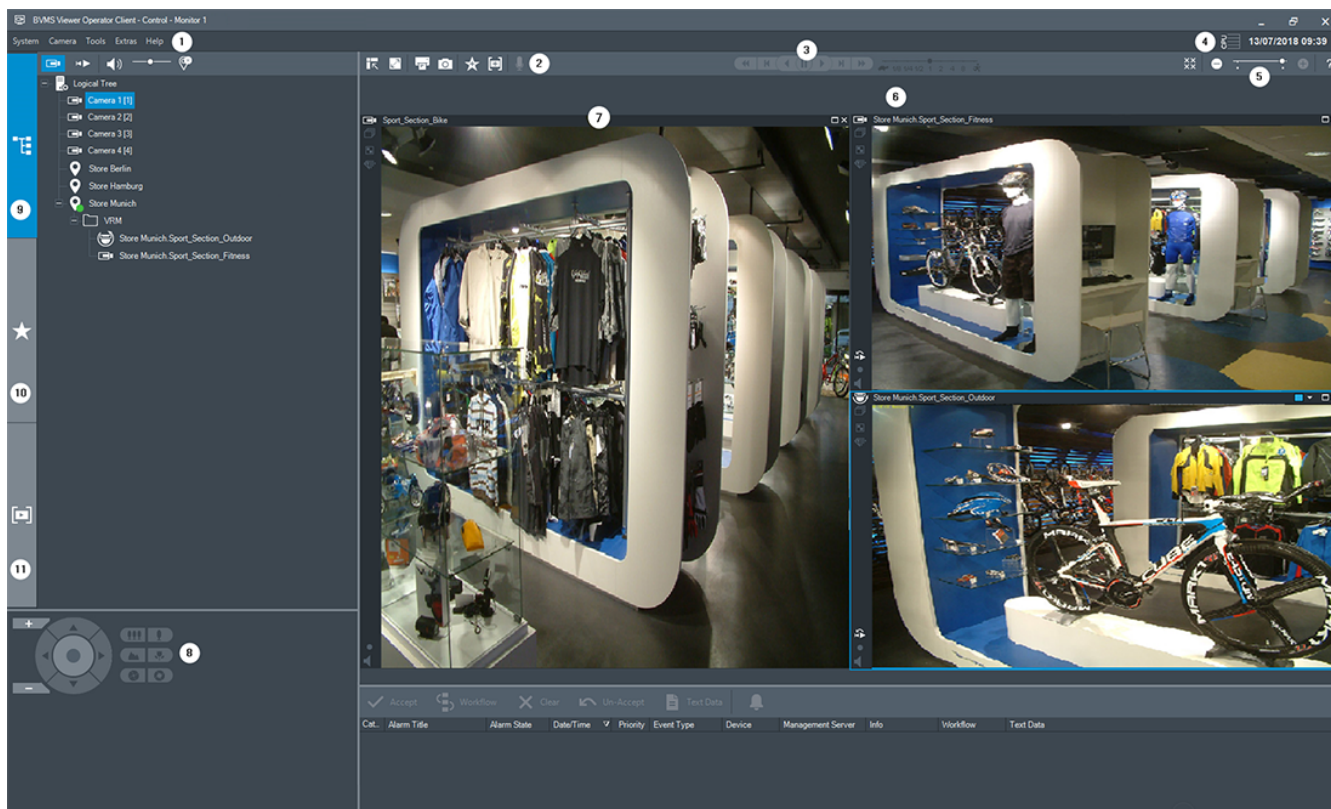 BVMS Viewer Operator Client - Control - Monitor 1
System Camera Tools Extras Help 1
4 13/07/2018 09:39
2
3
5
Logical Tree
Camera 1 [1]
Camera 2 [2]
Camera 3 [3]
Camera 4 [4]
Store Berlin
Store Hamburg
Store Munich
VRM
Store Munich.Sport_Section_Outdoor
Store Munich.Sport_Section_Fitness
9
10
11
8
6
Sport_Section_Bike 7
Store Munich.Sport_Section_Fitness
Store Munich.Sport_Section_Outdoor
CUBE
Accept Workflow Clear Un-Accept Text Data
Cat.. Alarm Title Alarm State Date/Time Priority Event Type Device Management Server Info Workflow Text Data